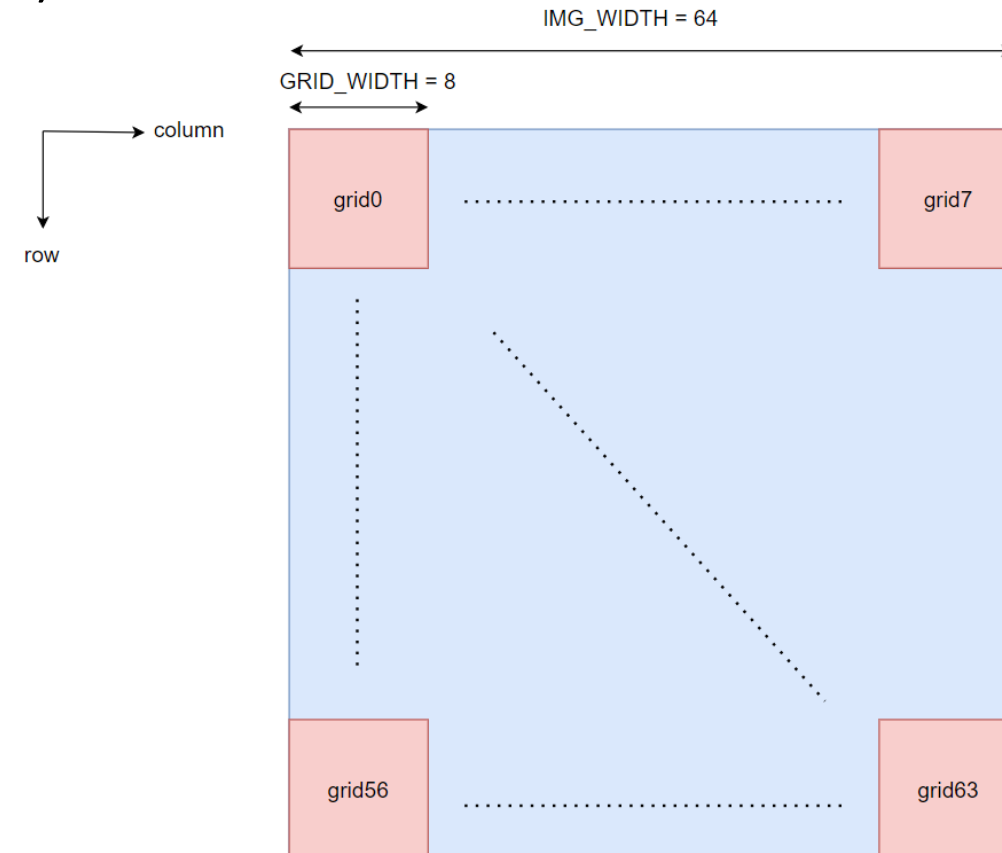 IMG_WIDTH = 64
GRID_WIDTH = 8
column
grid0
grid7
row
grid56
grid63